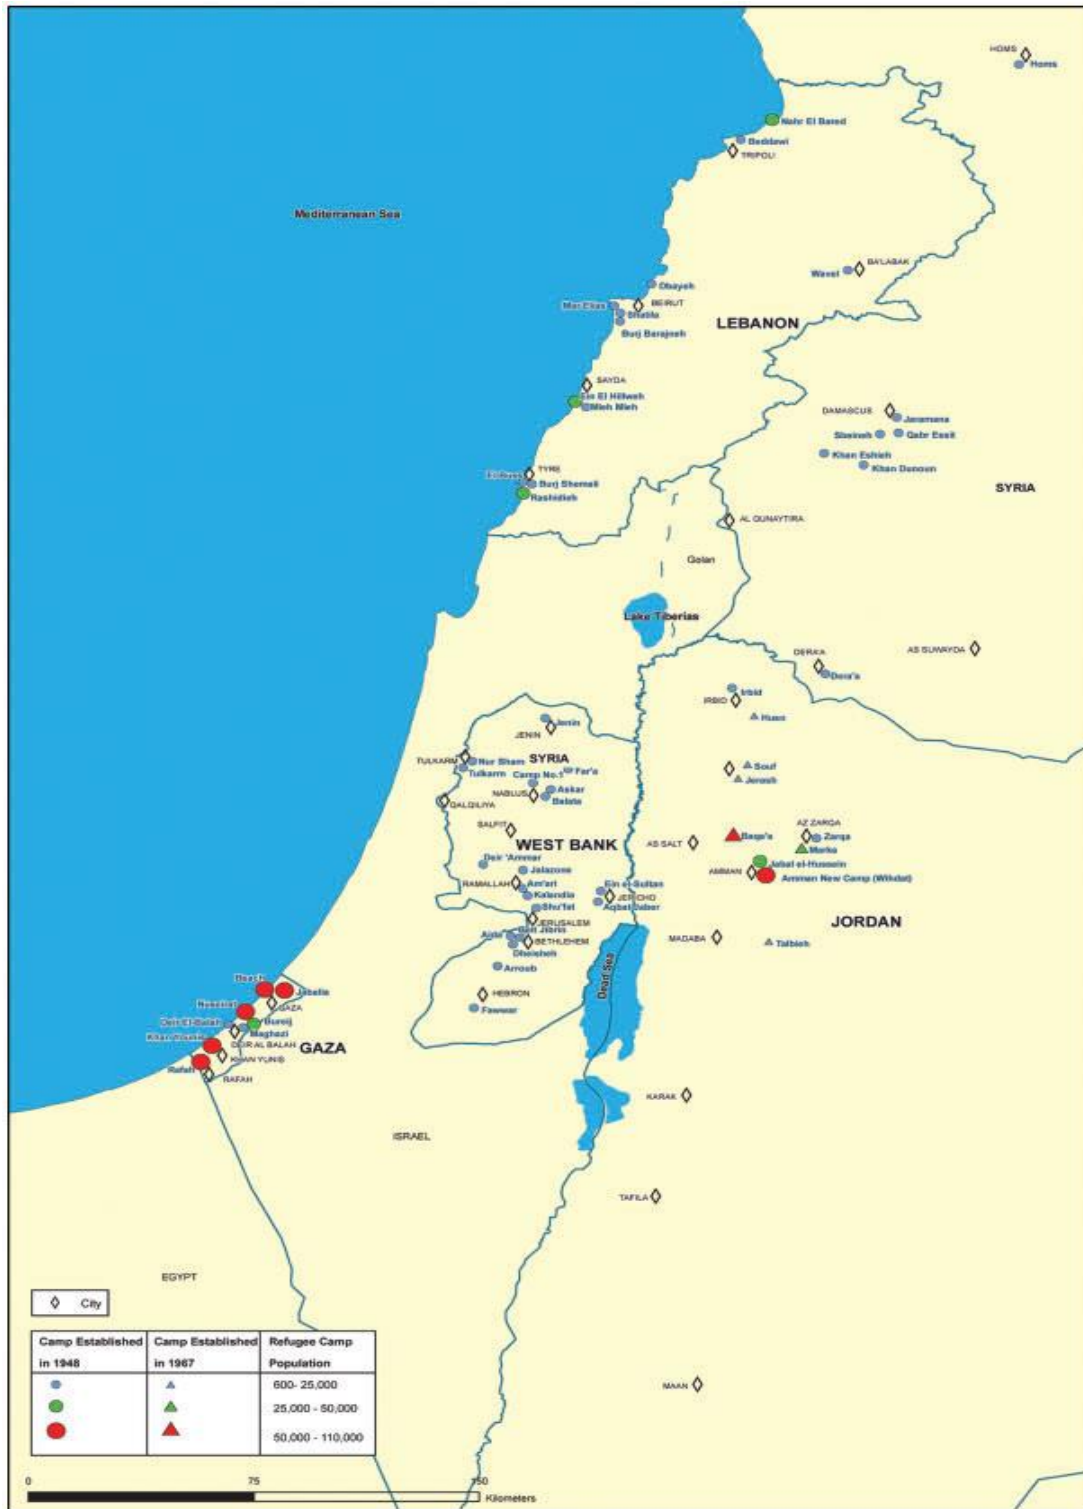 HOMS
Homs
Nahr El Bared
Beddawi
TRIPOLI
Mediterranean Sea
BA'LABAK
Wavel
Dbayeh
Mar Elias
BEIRUT
Shatila
LEBANON
Burj Barajneh
SAYDA
Ein El Hillweh
Mieh Mieh
DAMASCUS
Jaramana
Sbeineh
Qabr Essit
Khan Eshieh
Khan Danoun
TYRE
El-Buss
Burj Shemali
Rashidieh
SYRIA
AL QUNAYTIRA
Golan
Lake Tiberias
DERA'A
AS SUWAYDA
Dera'a
Irbid
IRBID
Husn
Jenin
JENIN
TULKARM
Nur Sham
SYRIA
Tulkarm
Camp No.1
Far'a
Souf
Jerash
NABLUS
Askar
Balata
QALQILIYA
SALFIT
WEST BANK
AS SALT
Baqa'a
AZ ZARQA
Zarqa
Marka
Deir 'Ammar
Jalazone
Jabal el-Hussein
AMMAN
Amman New Camp (Wihdat)
RAMALLAH
Am'ari
Kalandia
Ein el-Sultan
JERICHO
Aqbat Jaber
Shu'fat
JERUSALEM
JORDAN
Aida
Beit Jibrin
BETHLEHEM
Dheisheh
MADABA
Talbieh
Arroub
Dead Sea
HEBRON
Fawwar
Beach
Jabalia
Nuseirat
GAZA
Deir El-Balah
Bureij
Maghazi
Khan Younis
DEIR AL BALAH
GAZA
KHAN YUNIS
Rafah
RAFAH
KARAK
ISRAEL
TAFILA
EGYPT
MAAN
City
Camp Established in 1948
Camp Established in 1967
Refugee Camp Population
600- 25,000
25,000 - 50,000
50,000 - 110,000
0
75
150
Kilometers